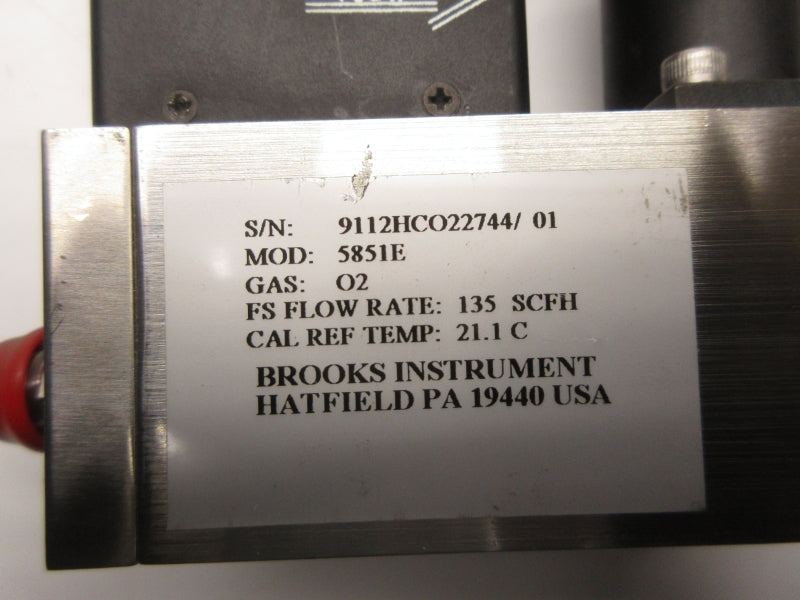 S/N: 9112HCO22744/ 01
MOD: 5851E
GAS: O2
FS FLOW RATE: 135 SCFH
CAL REF TEMP: 21.1 C
BROOKS INSTRUMENT
HATFIELD PA 19440 USA